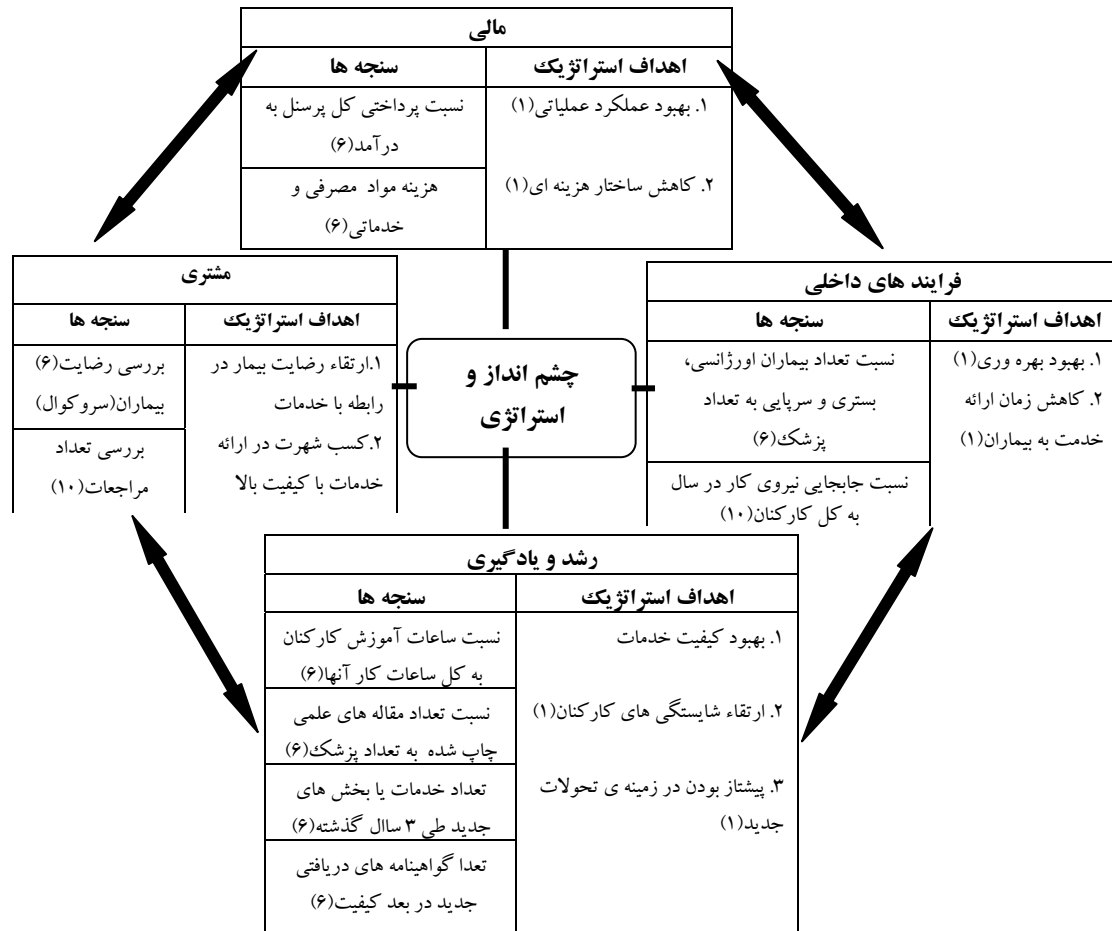 مالی
اهداف استراتژیک
سنجه ها
۱. بهبود عملکرد عملیاتی(۱)
۲. کاهش ساختار هزینه ای(۱)
نسبت پرداختی کل پرسنل به
درآمد(۶)
هزینه مواد مصرفی و
خدماتی(۶)
فرایند های داخلی
اهداف استراتژیک
سنجه ها
۱. بهبود بهره وری(۱)
۲. کاهش زمان ارائه
خدمت به بیماران(۱)
نسبت تعداد بیماران اورژانسی،
بستری و سرپایی به تعداد
پزشک(۶)
نسبت جابجایی نیروی کار در سال
به کل کارکنان(۱۰)
چشم انداز و
استراتژی
مشتری
اهداف استراتژیک
سنجه ها
۱.ارتقاء رضایت بیمار در
رابطه با خدمات
۲.کسب شهرت در ارائه
خدمات با کیفیت بالا
بررسی رضایت(۶)
بیماران(سروکوال)
بررسی تعداد
مراجعات(۱۰)
رشد و یادگیری
اهداف استراتژیک
سنجه ها
۱. بهبود کیفیت خدمات
۲. ارتقاء شایستگی های کارکنان(۱)
۳. پیشتاز بودن در زمینه ی تحولات
جدید(۱)
نسبت ساعات آموزش کارکنان
به کل ساعات کار آنها(۶)
نسبت تعداد مقاله های علمی
چاپ شده به تعداد پزشک(۶)
تعداد خدمات یا بخش های
جدید طی ۳ ساال گذشته(۶)
تعدا گواهینامه های دریافتی
جدید در بعد کیفیت(۶)